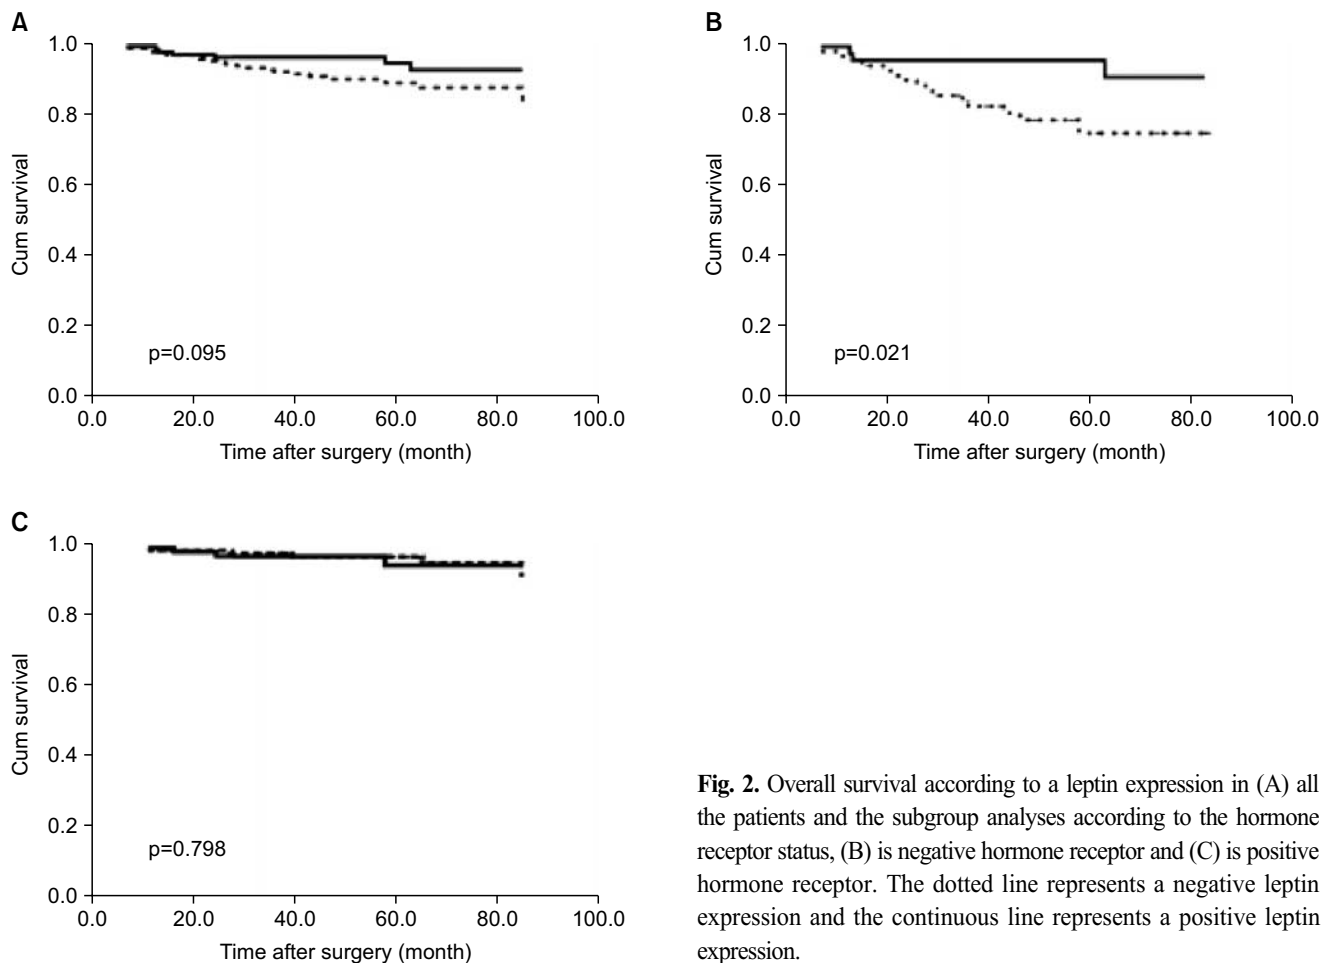 A
1.0
0.8
0.6
0.4
0.2
0.0
Cum survival
p=0.095
0.0 20.0 40.0 60.0 80.0 100.0
Time after surgery (month)
B
1.0
0.8
0.6
0.4
0.2
0.0
Cum survival
p=0.021
0.0 20.0 40.0 60.0 80.0 100.0
Time after surgery (month)
C
1.0
0.8
0.6
0.4
0.2
0.0
Cum survival
p=0.798
0.0 20.0 40.0 60.0 80.0 100.0
Time after surgery (month)
Fig. 2. Overall survival according to a leptin expression in (A) all
the patients and the subgroup analyses according to the hormone
receptor status, (B) is negative hormone receptor and (C) is positive
hormone receptor. The dotted line represents a negative leptin
expression and the continuous line represents a positive leptin
expression.